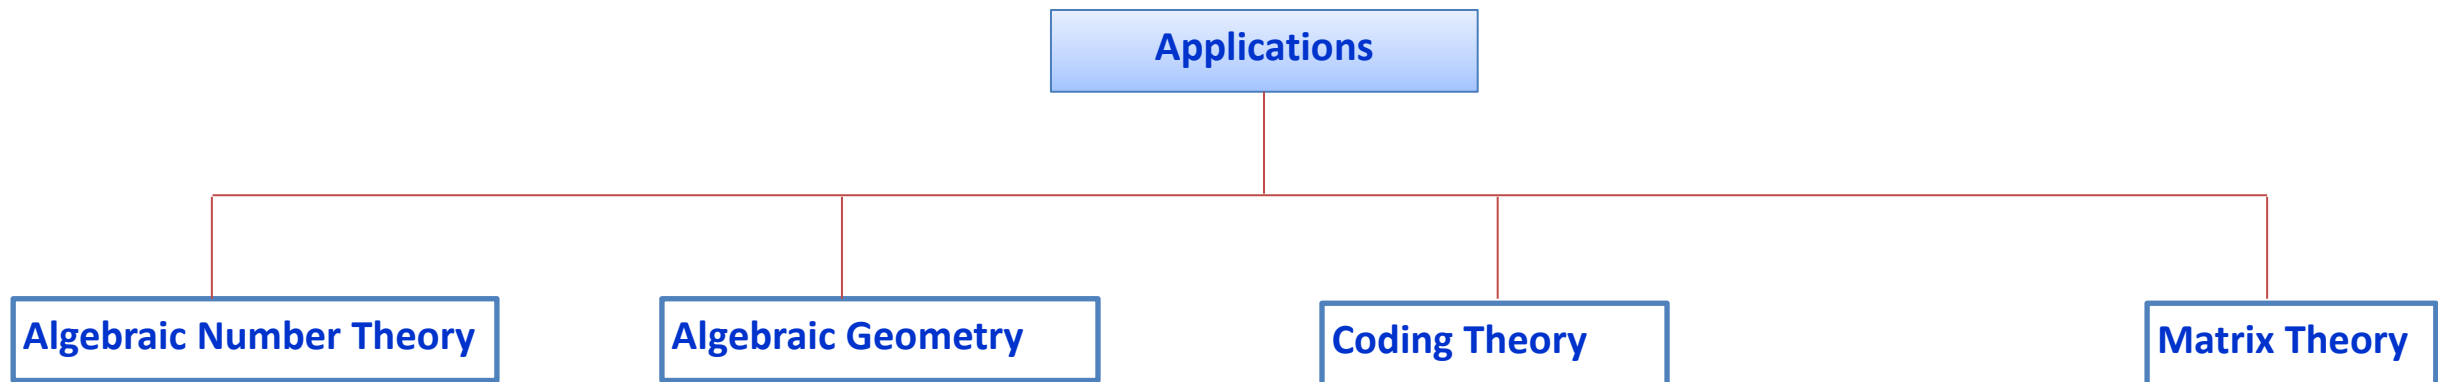 Applications
Algebraic Number Theory
Algebraic Geometry
Coding Theory
Matrix Theory